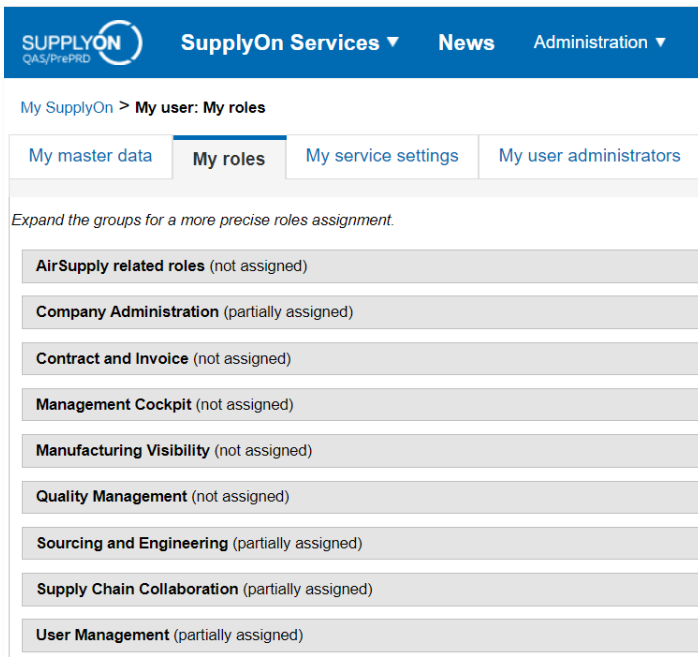 SUPPLYON
QAS/PrePRD
SupplyOn Services ▼ News Administration ▼
My SupplyOn > My user: My roles
My master data My roles My service settings My user administrators
Expand the groups for a more precise roles assignment.
AirSupply related roles (not assigned)
Company Administration (partially assigned)
Contract and Invoice (not assigned)
Management Cockpit (not assigned)
Manufacturing Visibility (not assigned)
Quality Management (not assigned)
Sourcing and Engineering (partially assigned)
Supply Chain Collaboration (partially assigned)
User Management (partially assigned)